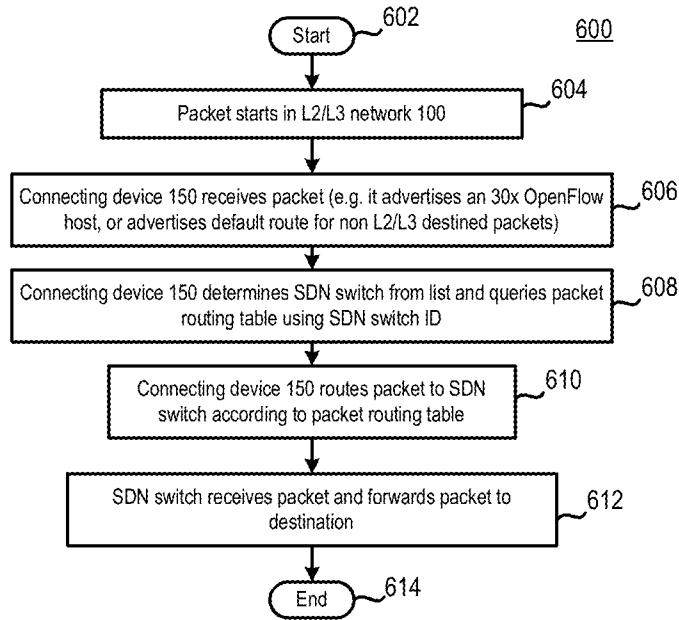 602
Start
600
604
Packet starts in L2/L3 network 100
Connecting device 150 receives packet (e.g. it advertises an 30x OpenFlow
host, or advertises default route for non L2/L3 destined packets)
606
Connecting device 150 determines SDN switch from list and queries packet
routing table using SDN switch ID
608
Connecting device 150 routes packet to SDN
switch according to packet routing table
610
SDN switch receives packet and forwards packet to
destination
612
End
614